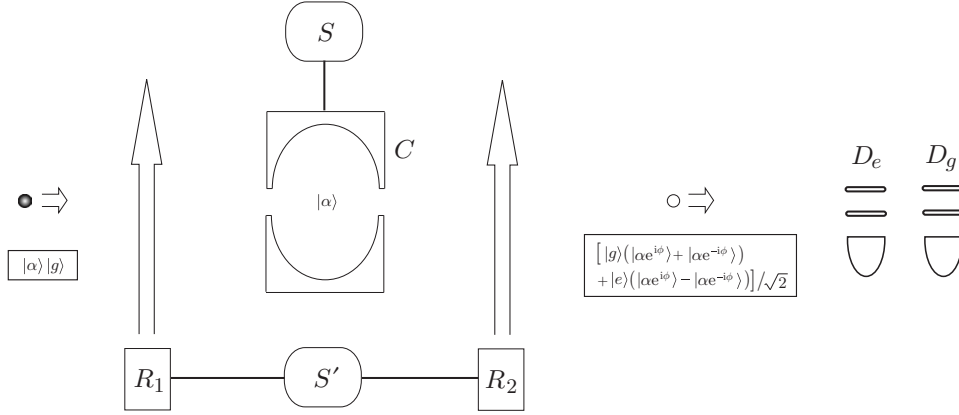 S
C
D_e D_g
|α⟩
|α⟩|g⟩
[|g⟩(|αe^{iφ}⟩+|αe^{−iφ}⟩)
+|e⟩(|αe^{iφ}⟩−|αe^{−iφ}⟩)]/√2
R_1 S′ R_2